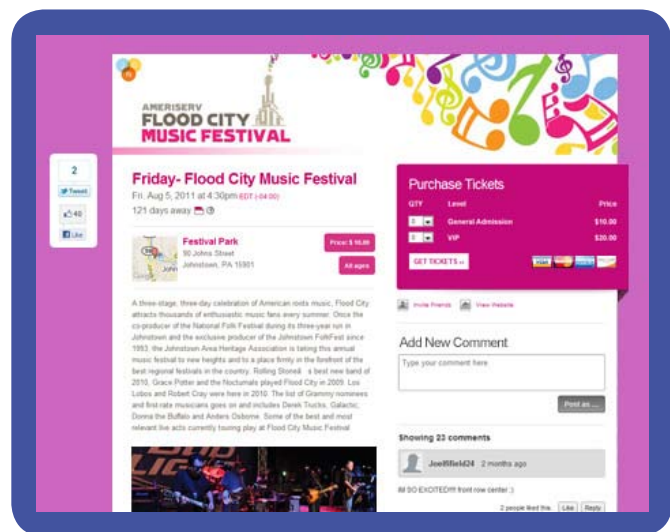 AMERISERV
FLOOD CITY
MUSIC FESTIVAL
2
Tweet
40
Like
Friday- Flood City Music Festival
Fri. Aug 5, 2011 at 4:30pm EDT (-04:00)
121 days away
Festival Park
90 Johns Street
Johnstown, PA 15901
Price: $ 10.00
All ages
A three-stage, three-day celebration of American roots music, Flood City
attracts thousands of enthusiastic music fans every summer. Once the
co-producer of the National Folk Festival during its three-year run in
Johnstown and the exclusive producer of the Johnstown FolkFest since
1993, the Johnstown Area Heritage Association is taking this annual
music festival to new heights and to a place firmly in the forefront of the
best regional festivals in the country. Rolling Stone s best new band of
2010, Grace Potter and the Nocturnals played Flood City in 2009. Los
Lobos and Robert Cray were here in 2010. The list of Grammy nominees
and first-rate musicians goes on and includes Derek Trucks, Galactic,
Donna the Buffalo and Anders Osborne. Some of the best and most
relevant live acts currently touring play at Flood City Music Festival
Purchase Tickets
QTY Level Price
0 General Admission $10.00
0 VIP $20.00
GET TICKETS »
VISA
Invite Friends View Website
Add New Comment
Type your comment here.
Post as ...
Showing 23 comments
2 months ago
IM SO EXCITED!!!! front row center :)
2 people liked this. Like Reply